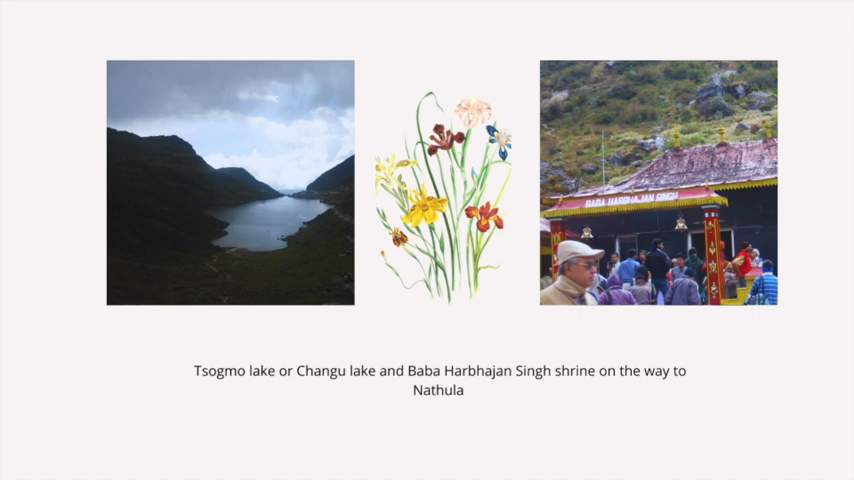 BABA HARBHAJAN SINGH
Tsogmo lake or Changu lake and Baba Harbhajan Singh shrine on the way to
Nathula